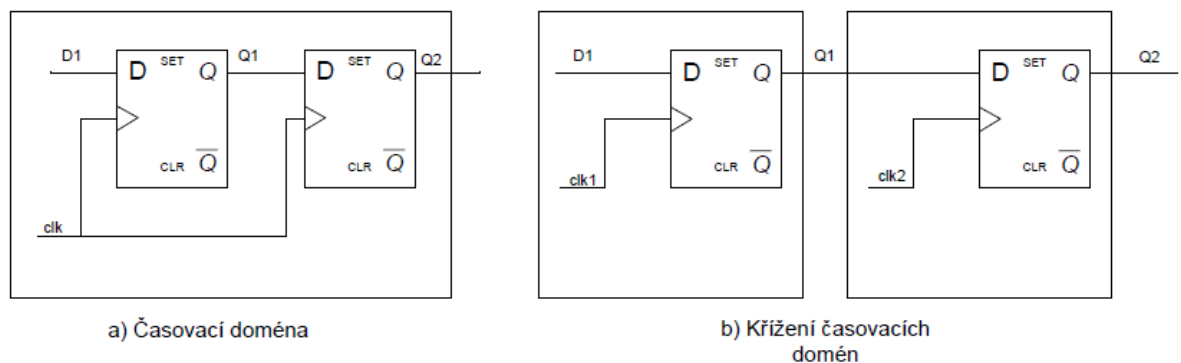 D1
D SET Q
CLR Q
Q1
D SET Q
CLR Q
Q2
clk
a) Časovací doména
D1
D SET Q
CLR Q
clk1
Q1
D SET Q
CLR Q
clk2
Q2
b) Křížení časovacích
domén